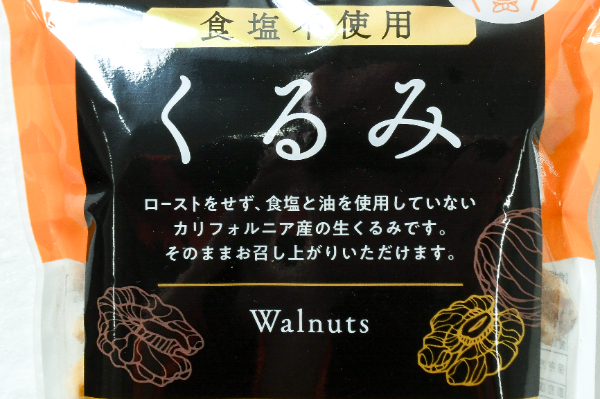 食塩不使用
くるみ
ローストをせず、食塩と油を使用していない
カリフォルニア産の生くるみです。
そのままお召し上がりいただけます。
Walnuts